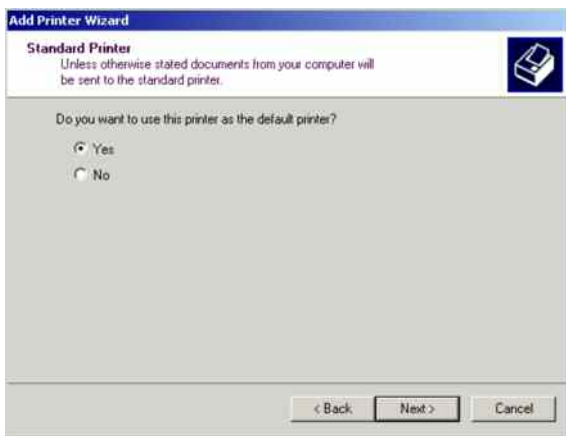 Add Printer Wizard
Standard Printer
Unless otherwise stated documents from your computer will
be sent to the standard printer.
Do you want to use this printer as the default printer?
Yes
No
< Back
Next >
Cancel